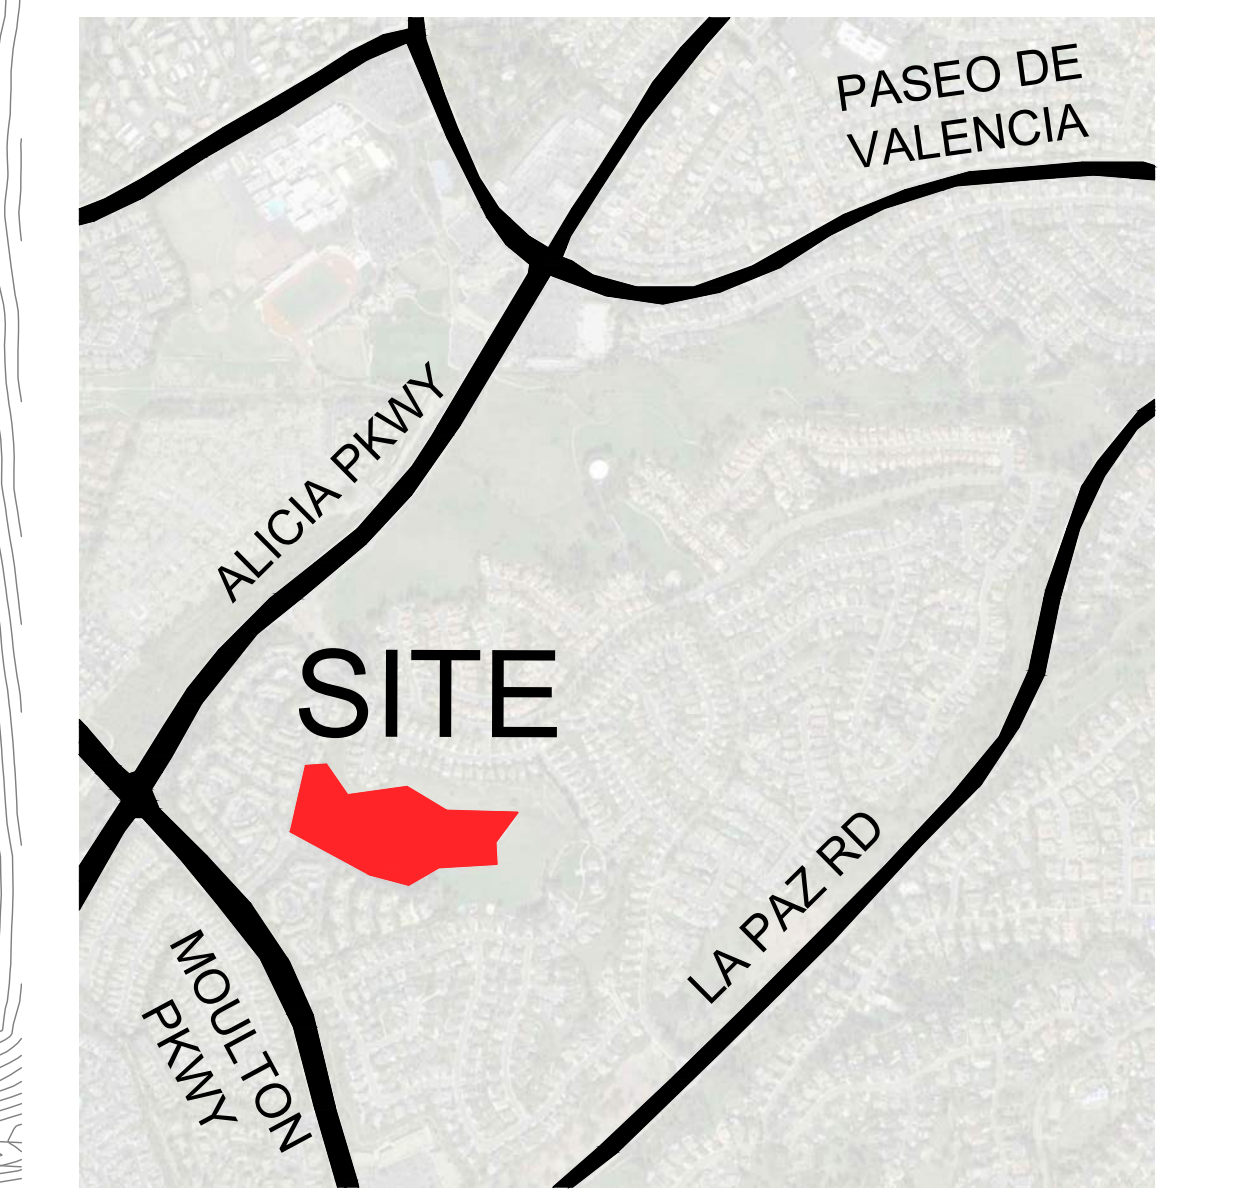 PASEO DE
VALENCIA
ALICIA PKWY
SITE
LA PAZ RD
MOULTON
PKWY